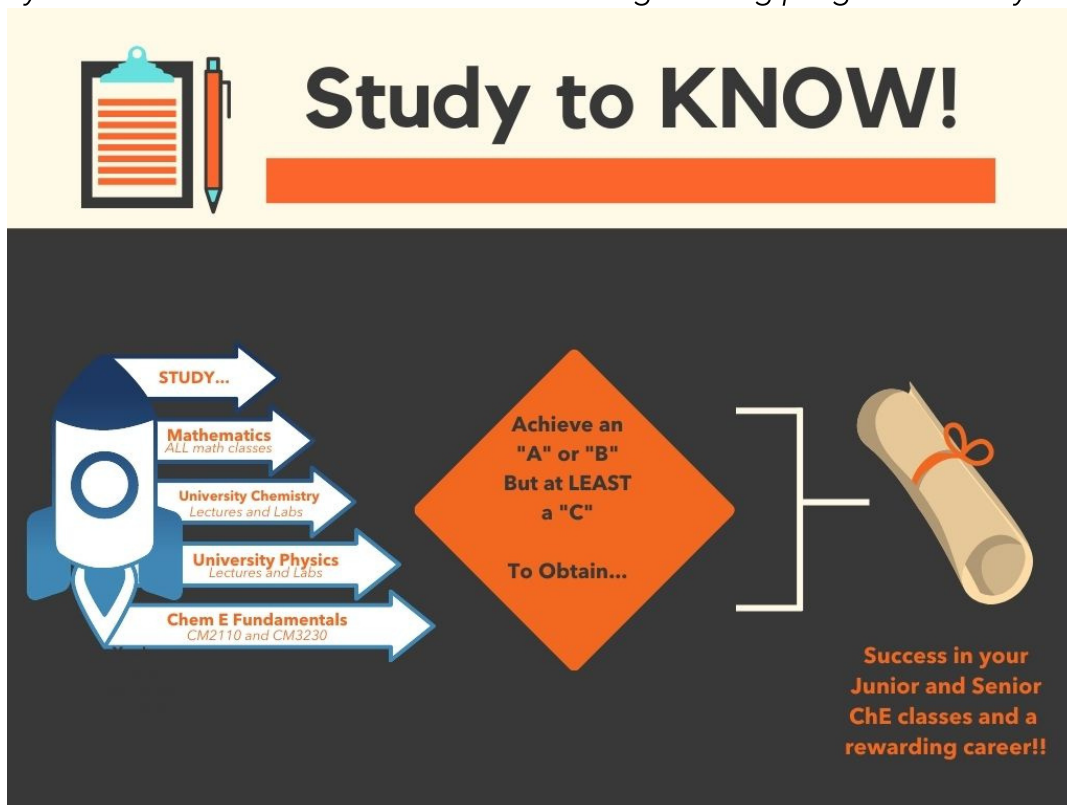 Study to KNOW!
STUDY...
Mathematics
ALL math classes
University Chemistry
Lectures and Labs
University Physics
Lectures and Labs
Chem E Fundamentals
CM2110 and CM3230
Achieve an
"A" or "B"
But at LEAST
a "C"
To Obtain...
Success in your
Junior and Senior
ChE classes and a
rewarding career!!